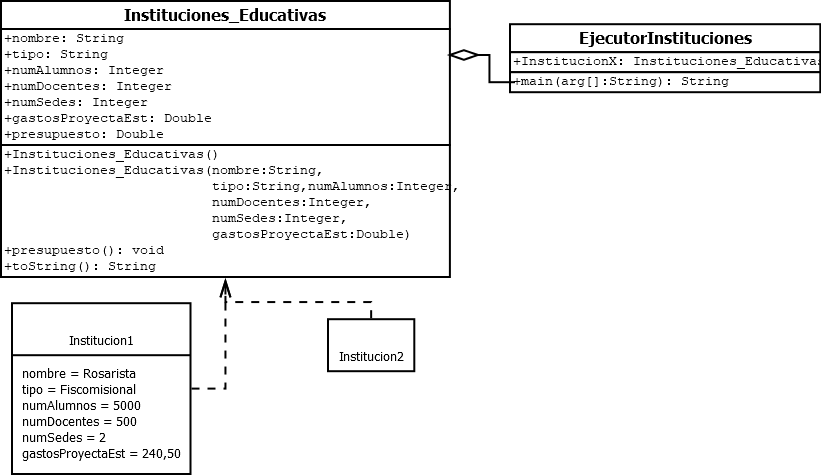 Instituciones_Educativas
+nombre: String
+tipo: String
+numAlumnos: Integer
+numDocentes: Integer
+numSedes: Integer
+gastosProyectaEst: Double
+presupuesto: Double
+Instituciones_Educativas()
+Instituciones_Educativas(nombre:String,
tipo:String,numAlumnos:Integer,
numDocentes:Integer,
numSedes:Integer,
gastosProyectaEst:Double)
+presupuesto(): void
+toString(): String
EjecutorInstituciones
+InstitucionX: Instituciones_Educativas
+main(arg[]:String): String
Institucion1
nombre = Rosarista
tipo = Fiscomisional
numAlumnos = 5000
numDocentes = 500
numSedes = 2
gastosProyectaEst = 240,50
Institucion2